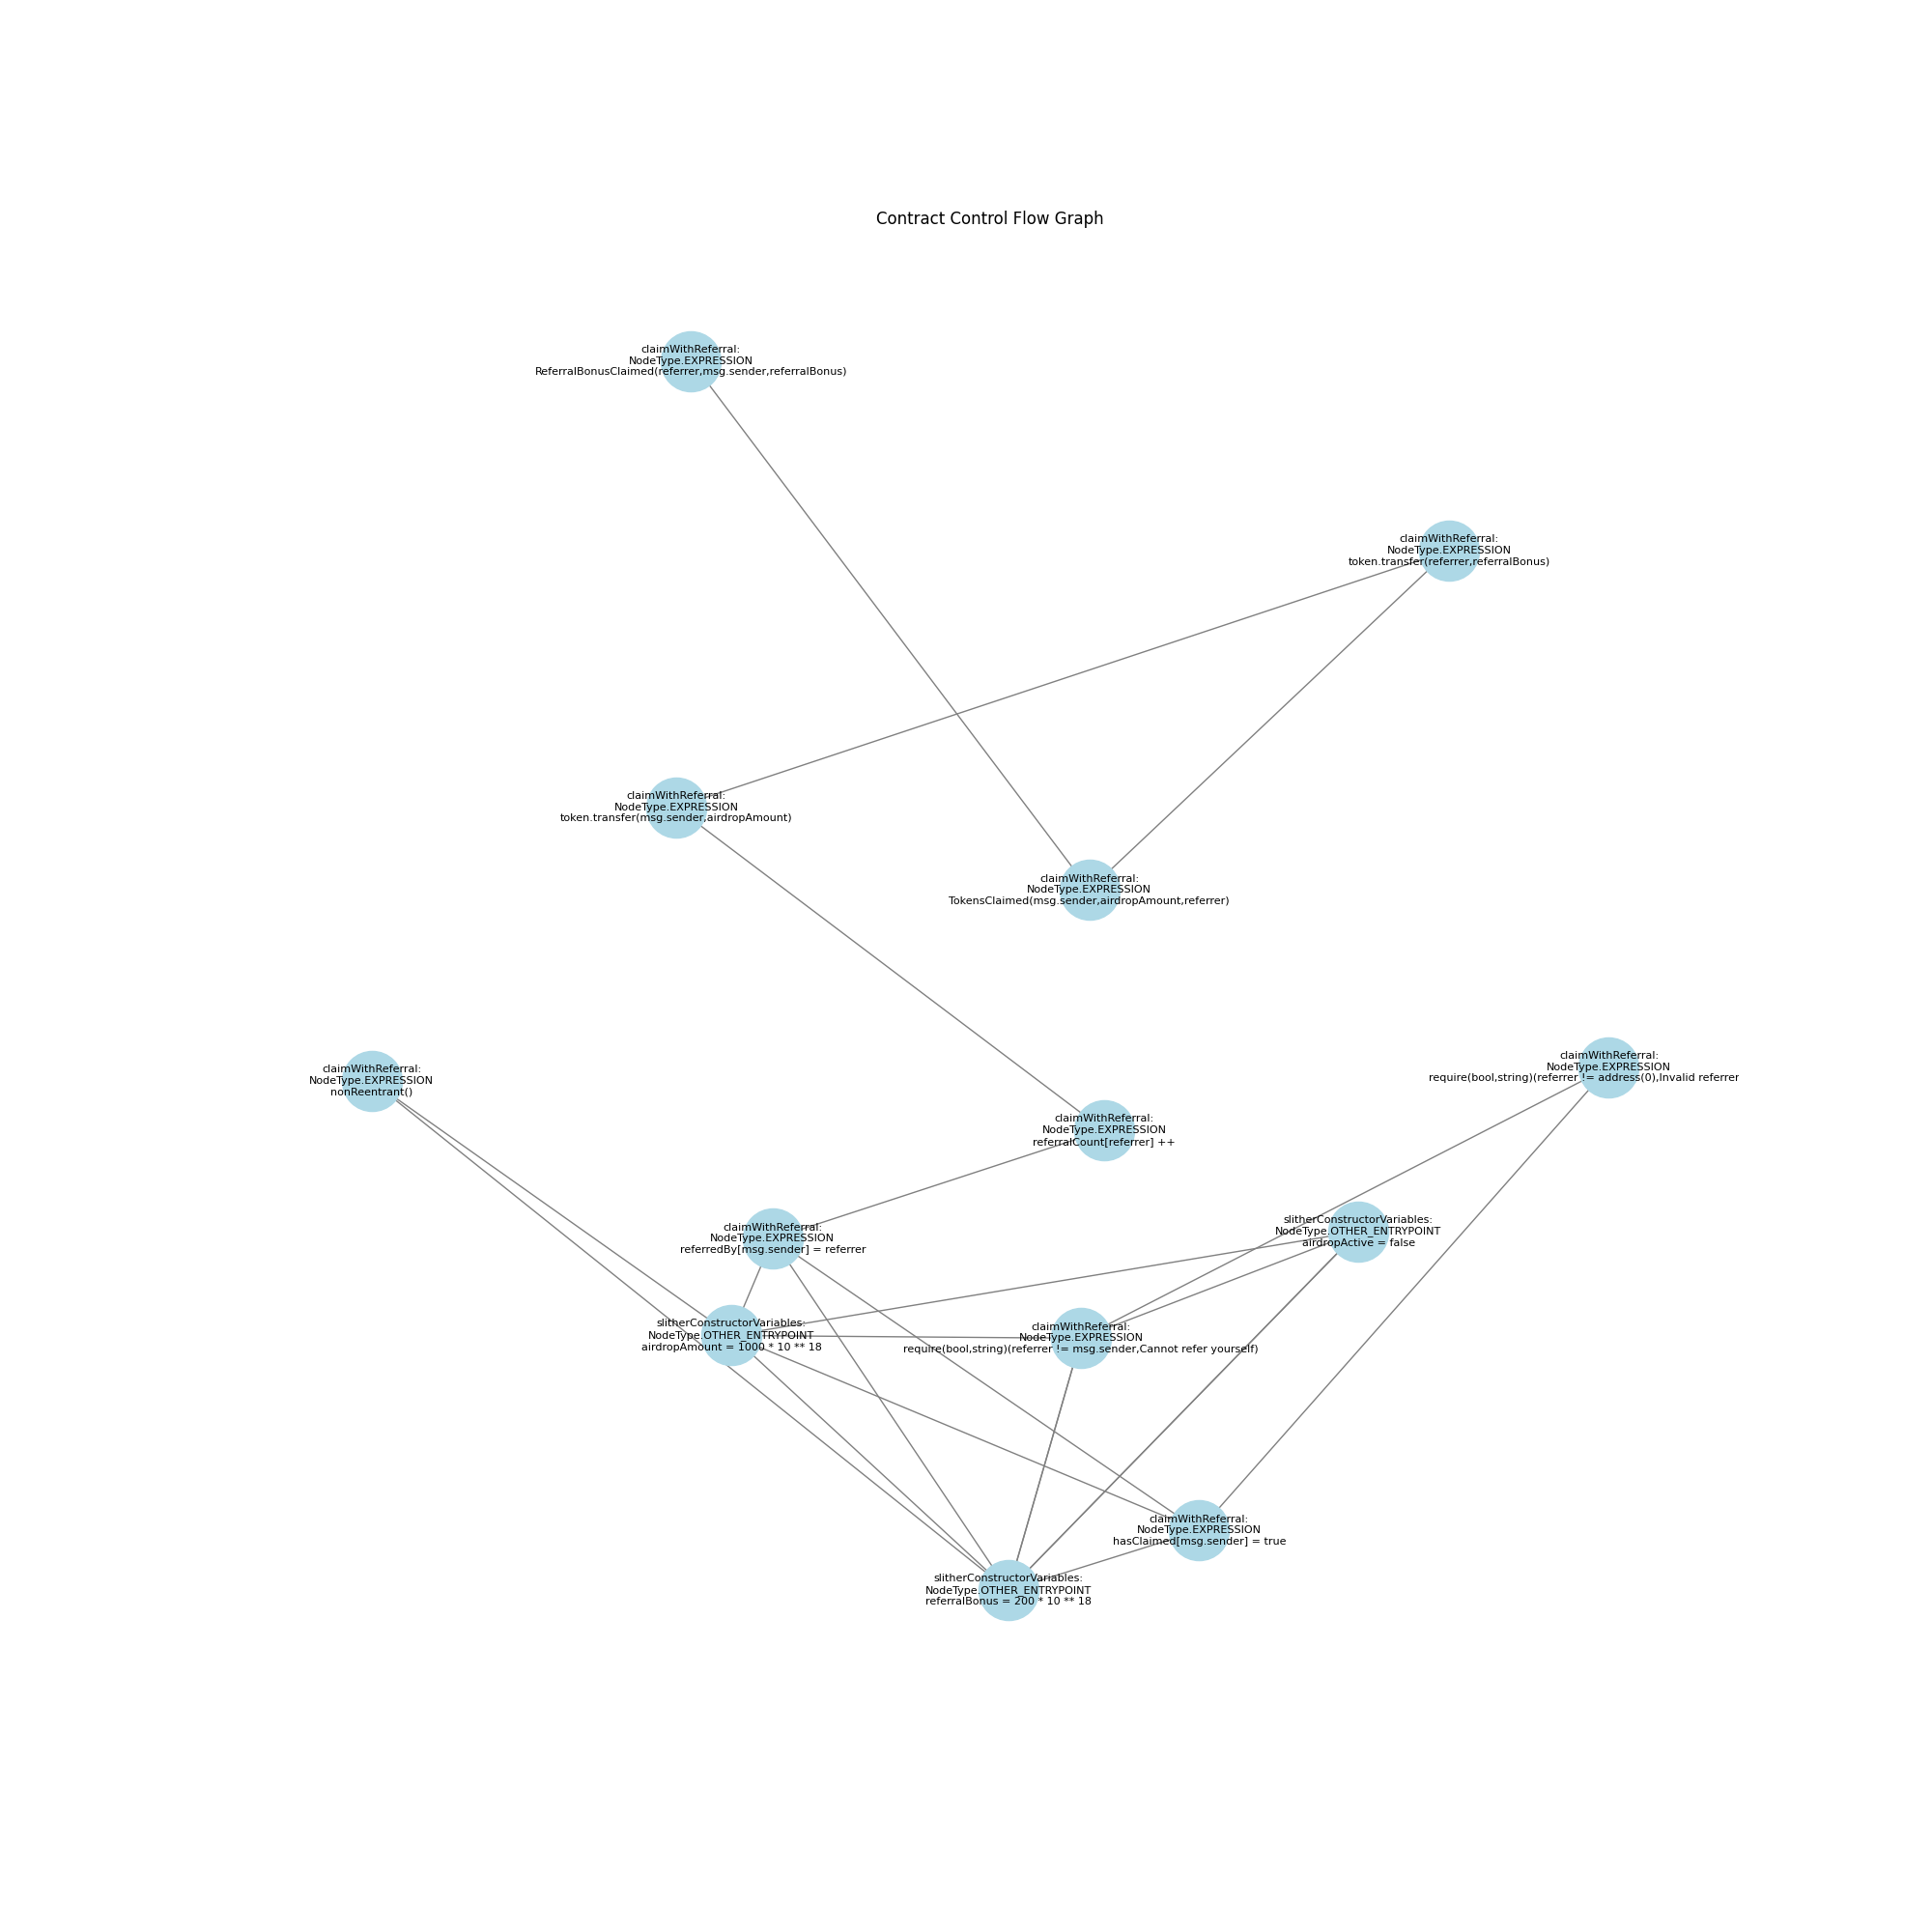 Contract Control Flow Graph
claimWithReferral:
NodeType.EXPRESSION
ReferralBonusClaimed(referrer,msg.sender,referralBonus)
claimWithReferral:
NodeType.EXPRESSION
token.transfer(referrer,referralBonus)
claimWithReferral:
NodeType.EXPRESSION
token.transfer(msg.sender,airdropAmount)
claimWithReferral:
NodeType.EXPRESSION
TokensClaimed(msg.sender,airdropAmount,referrer)
claimWithReferral:
NodeType.EXPRESSION
require(bool,string)(referrer != address(0),Invalid referrer
claimWithReferral:
NodeType.EXPRESSION
nonReentrant()
claimWithReferral:
NodeType.EXPRESSION
referralCount[referrer] ++
slitherConstructorVariables:
NodeType.OTHER_ENTRYPOINT
airdropActive = false
claimWithReferral:
NodeType.EXPRESSION
referredBy[msg.sender] = referrer
slitherConstructorVariables:
NodeType.OTHER_ENTRYPOINT
airdropAmount = 1000 * 10 ** 18
claimWithReferral:
NodeType.EXPRESSION
require(bool,string)(referrer != msg.sender,Cannot refer yourself)
claimWithReferral:
NodeType.EXPRESSION
hasClaimed[msg.sender] = true
slitherConstructorVariables:
NodeType.OTHER_ENTRYPOINT
referralBonus = 200 * 10 ** 18